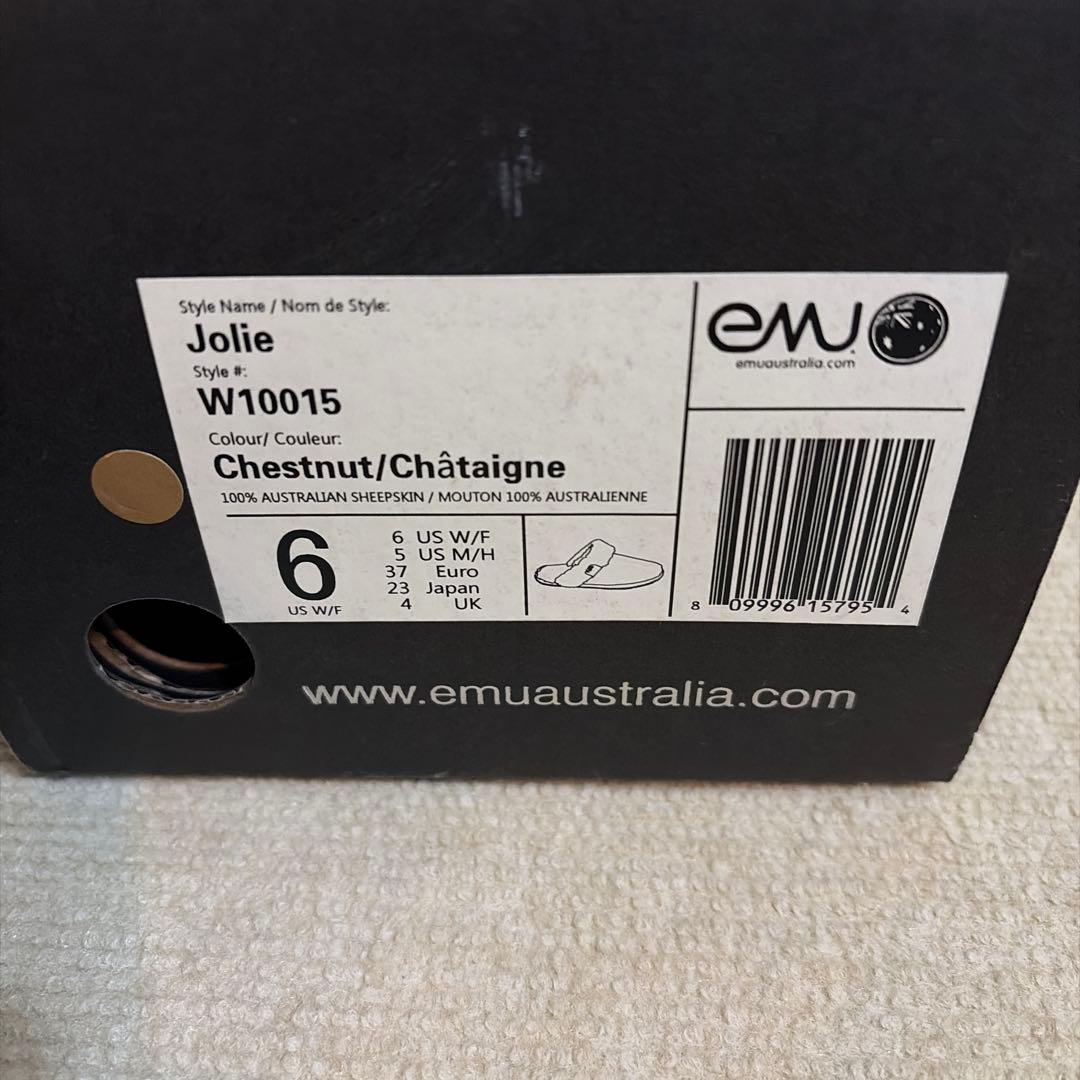 Style Name / Nom de Style:
Jolie
Style #:
W10015
Colour/ Couleur:
Chestnut/Châtaigne
100% AUSTRALIAN SHEEPSKIN / MOUTON 100% AUSTRALIENNE
6
US W/F
6 US W/F
5 US M/H
37 Euro
23 Japan
4 UK
emu
emuaustralia.com
8 09996 15795 4
www.emuaustralia.com